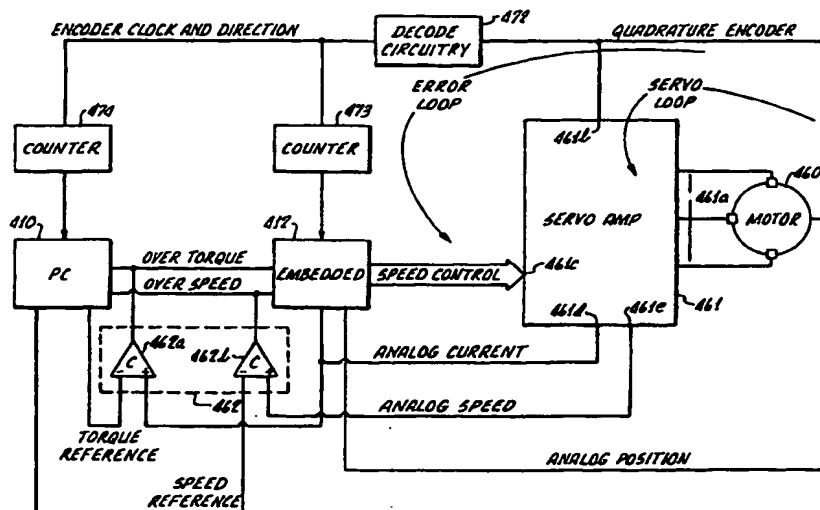 ENCODER CLOCK AND DIRECTION
DECODE
CIRCUITRY
472
QUADRATURE ENCODER
474
COUNTER
473
COUNTER
ERROR
LOOP
SERVO
LOOP
461b
460
461a
MOTOR
SERVO AMP
410
PC
OVER TORQUE
OVER SPEED
412
EMBEDDED
SPEED CONTROL
461c
461d
461e
461
462a
C
- +
462b
C
- +
462
ANALOG CURRENT
ANALOG SPEED
TORQUE
REFERENCE
SPEED
REFERENCE
ANALOG POSITION